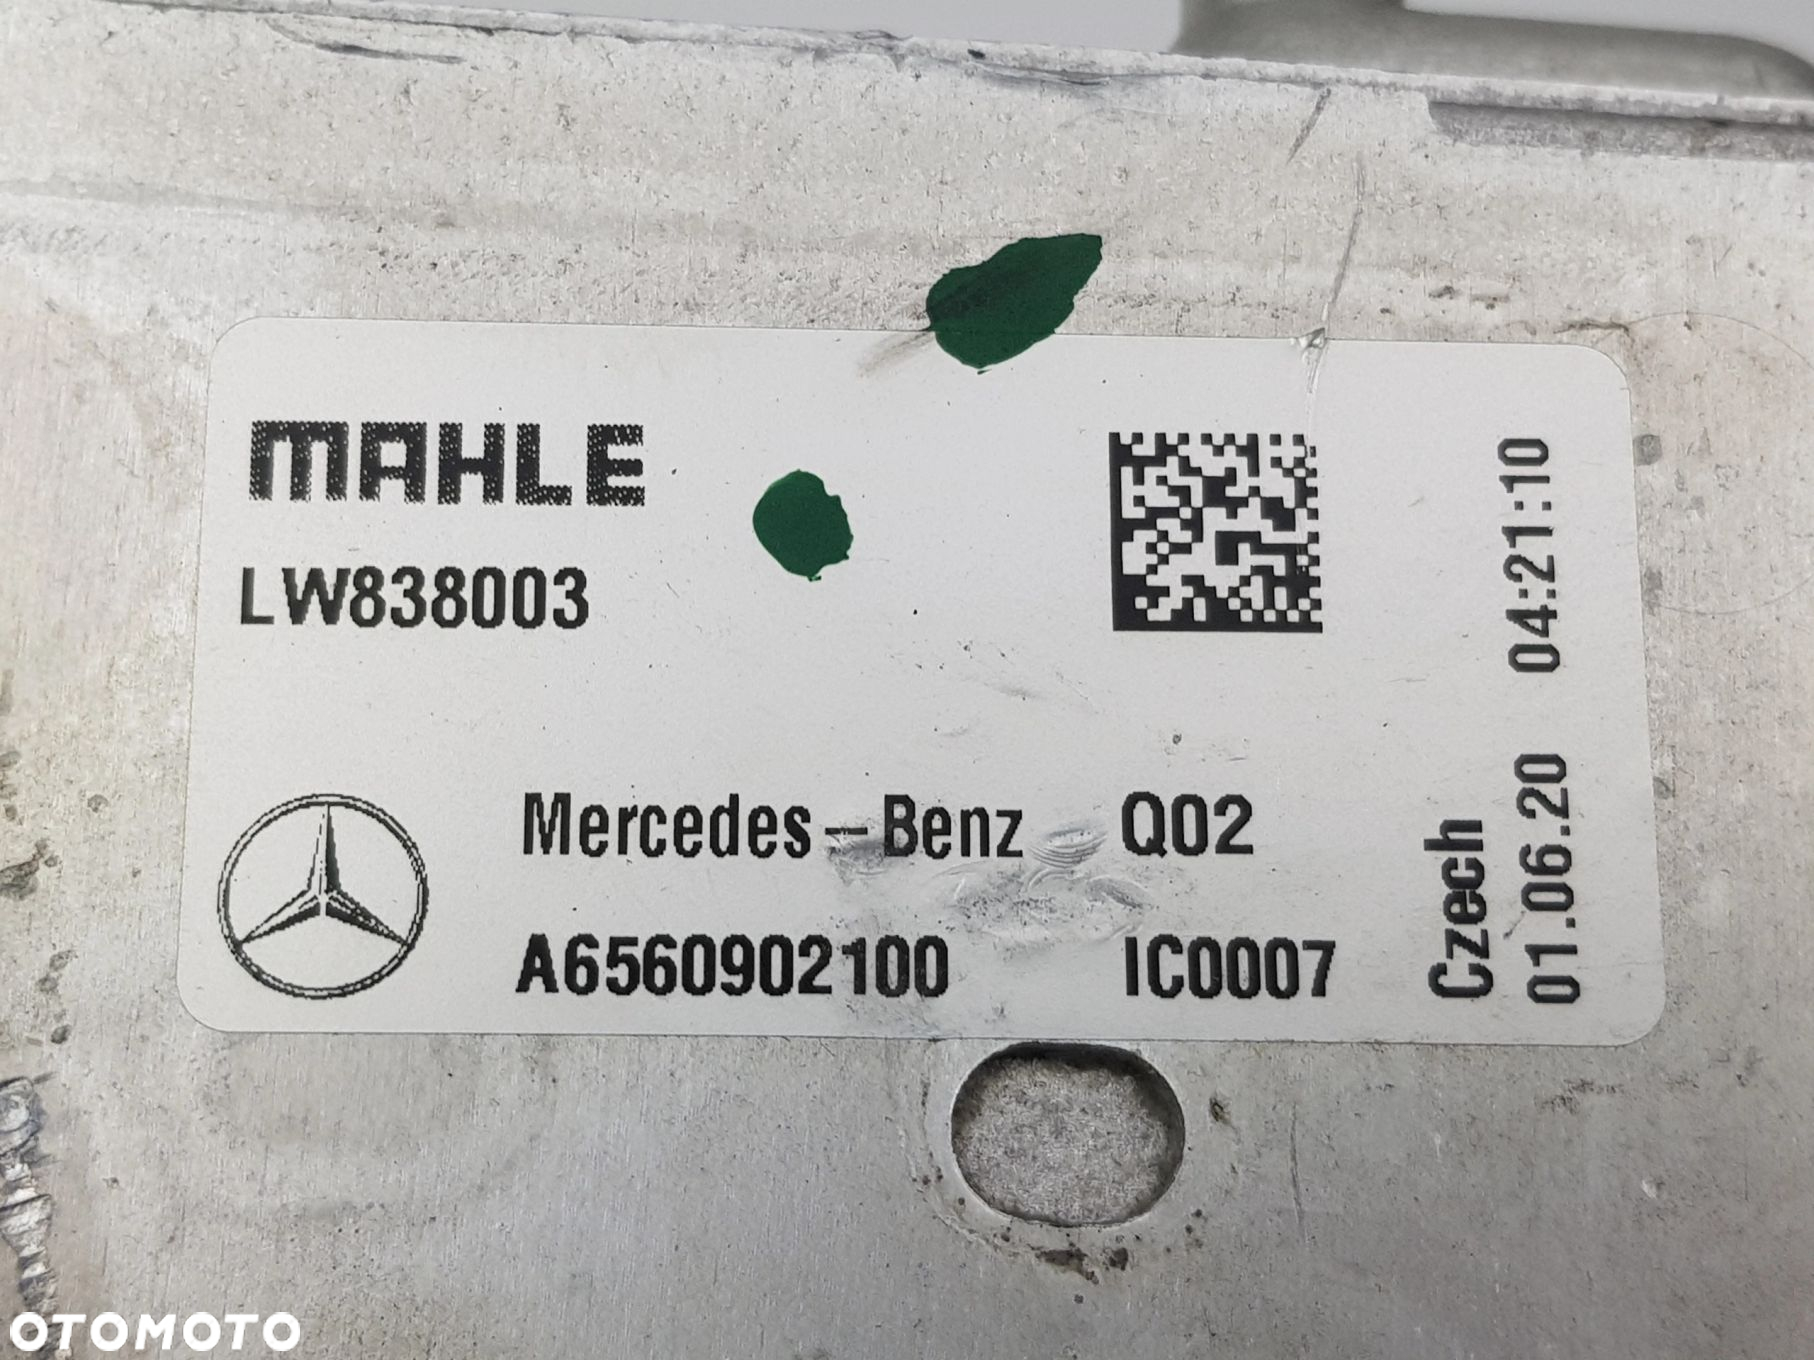 MAHLE
LW838003
Mercedes-Benz Q02
A6560902100 IC0007
Czech
01.06.20 04:21:10
OTOMOTO